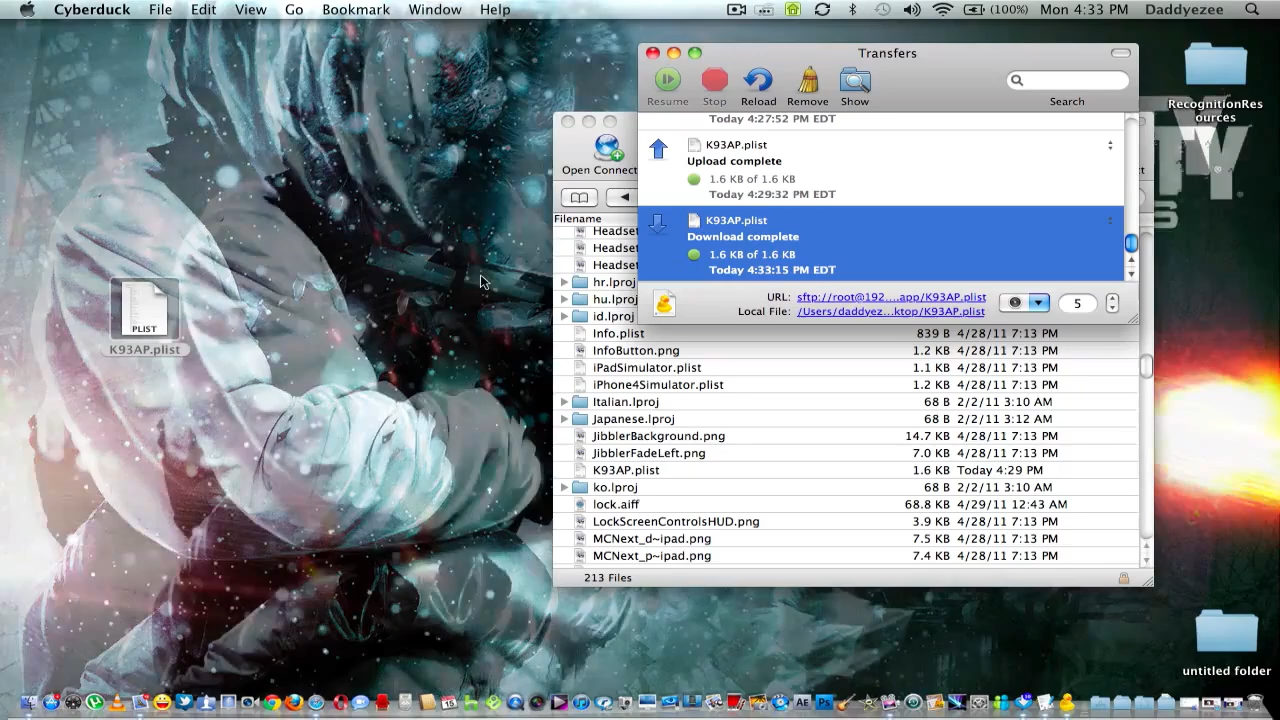 Cyberduck File Edit View Go Bookmark Window Help (100%) Mon 4:33 PM Daddyezee
Transfers
Resume Stop Reload Remove Show Search
Today 4:27:52 PM EDT
K93AP.plist
Upload complete
1.6 KB of 1.6 KB
Today 4:29:32 PM EDT
K93AP.plist
Download complete
1.6 KB of 1.6 KB
Today 4:33:15 PM EDT
URL: sftp://root@192....app/K93AP.plist
5
Local File: /Users/daddyez...ktop/K93AP.plist
Open Connect
Filename
Headset
Headset
Headset
hr.lproj
hu.lproj
id.lproj
Info.plist 839 B 4/28/11 7:13 PM
InfoButton.png 1.2 KB 4/28/11 7:13 PM
iPadSimulator.plist 1.1 KB 4/28/11 7:13 PM
iPhone4Simulator.plist 1.2 KB 4/28/11 7:13 PM
Italian.lproj 68 B 2/2/11 3:10 AM
Japanese.lproj 68 B 2/2/11 3:12 AM
JibblerBackground.png 14.7 KB 4/28/11 7:13 PM
JibblerFadeLeft.png 7.0 KB 4/28/11 7:13 PM
K93AP.plist 1.6 KB Today 4:29 PM
ko.lproj 68 B 2/2/11 3:10 AM
lock.aiff 68.8 KB 4/29/11 12:43 AM
LockScreenControlsHUD.png 3.9 KB 4/28/11 7:13 PM
MCNext_d~ipad.png 7.5 KB 4/28/11 7:13 PM
MCNext_p~ipad.png 7.4 KB 4/28/11 7:13 PM
213 Files
PLIST
K93AP.plist
RecognitionRes
ources
untitled folder